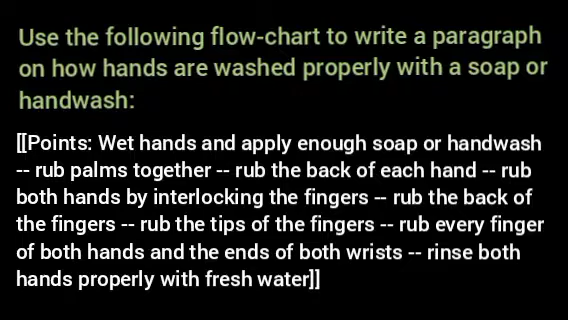 Use the following flow-chart to write a paragraph
on how hands are washed properly with a soap or
handwash:
[[Points: Wet hands and apply enough soap or handwash
-- rub palms together -- rub the back of each hand -- rub
both hands by interlocking the fingers -- rub the back of
the fingers -- rub the tips of the fingers -- rub every finger
of both hands and the ends of both wrists -- rinse both
hands properly with fresh water]]